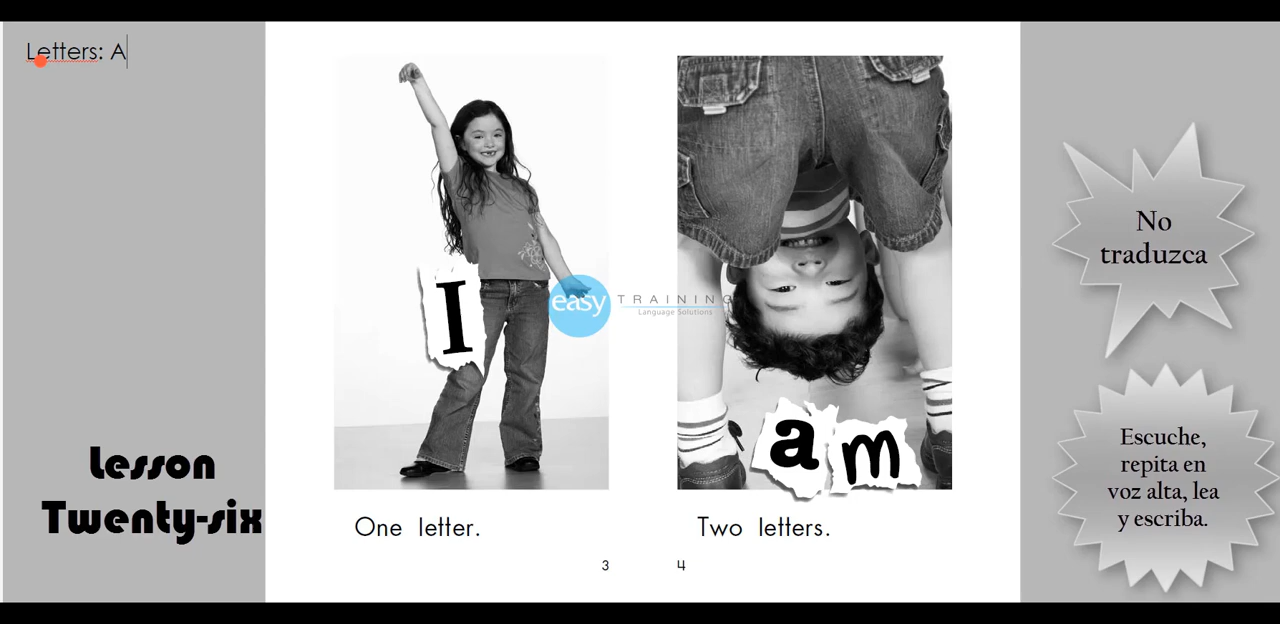 Letters: A
I
am
easy TRAINING
Language Solutions
One letter.
Two letters.
3
4
Lesson
Twenty-six
No
traduzca
Escuche,
repita en
voz alta, lea
y escriba.